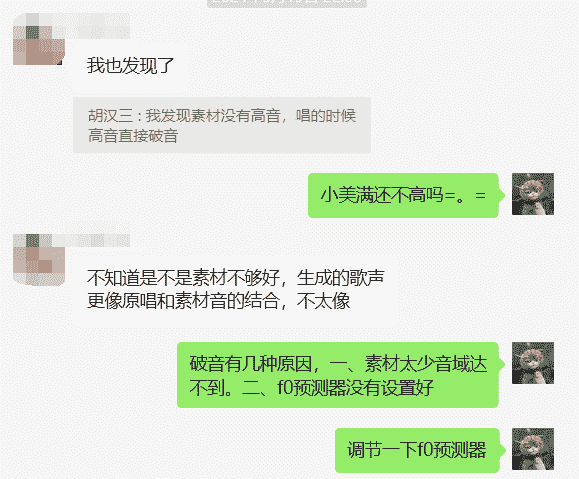 我也发现了
胡汉三：我发现素材没有高音，唱的时候
高音直接破音
小美满还不高吗=。=
不知道是不是素材不够好，生成的歌声
更像原唱和素材音的结合，不太像
破音有几种原因，一、素材太少音域达
不到。二、f0预测器没有设置好
调节一下f0预测器